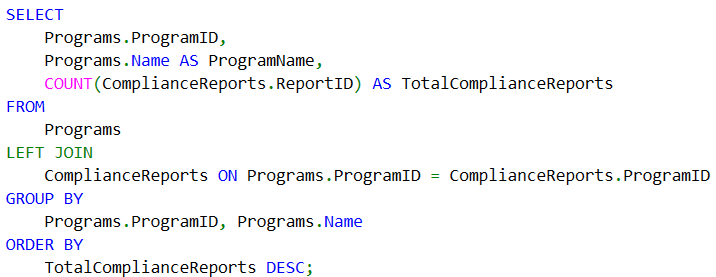 SELECT
    Programs.ProgramID,
    Programs.Name AS ProgramName,
    COUNT(ComplianceReports.ReportID) AS TotalComplianceReports
FROM
    Programs
LEFT JOIN
    ComplianceReports ON Programs.ProgramID = ComplianceReports.ProgramID
GROUP BY
    Programs.ProgramID, Programs.Name
ORDER BY
    TotalComplianceReports DESC;